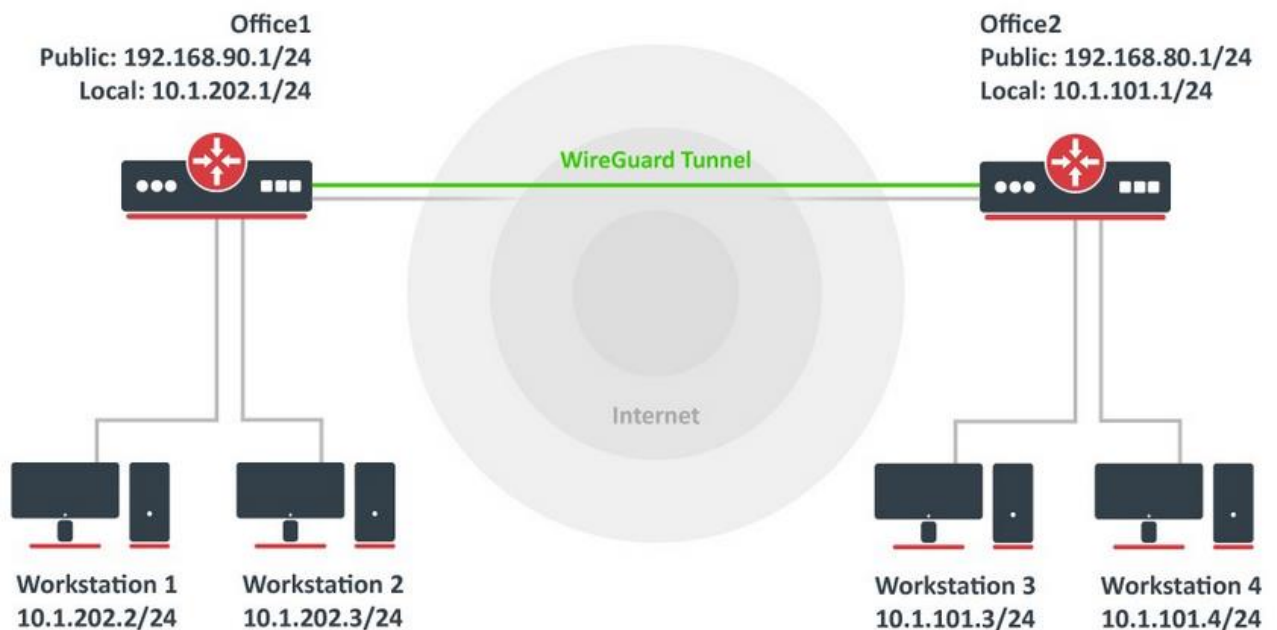 Office1
Public: 192.168.90.1/24
Local: 10.1.202.1/24
Office2
Public: 192.168.80.1/24
Local: 10.1.101.1/24
WireGuard Tunnel
Internet
Workstation 1
10.1.202.2/24
Workstation 2
10.1.202.3/24
Workstation 3
10.1.101.3/24
Workstation 4
10.1.101.4/24